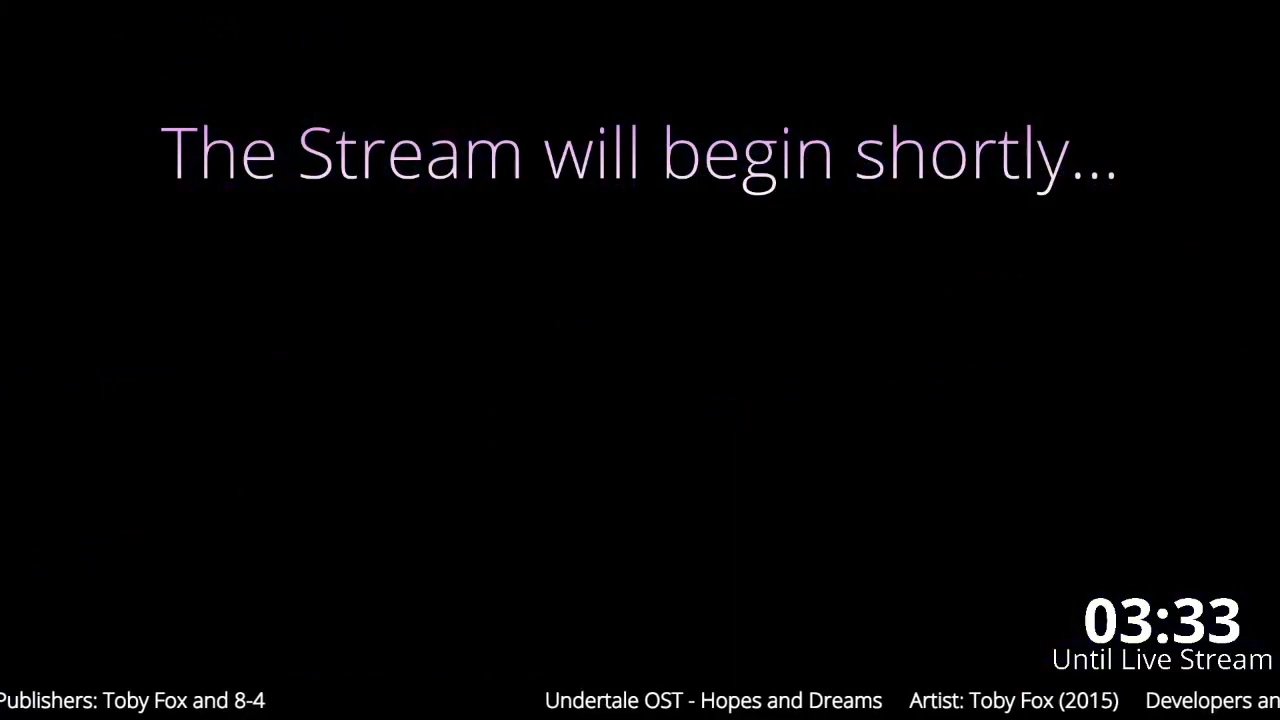 The Stream will begin shortly...
03:33
Until Live Stream
Publishers: Toby Fox and 8-4 Undertale OST - Hopes and Dreams Artist: Toby Fox (2015) Developers